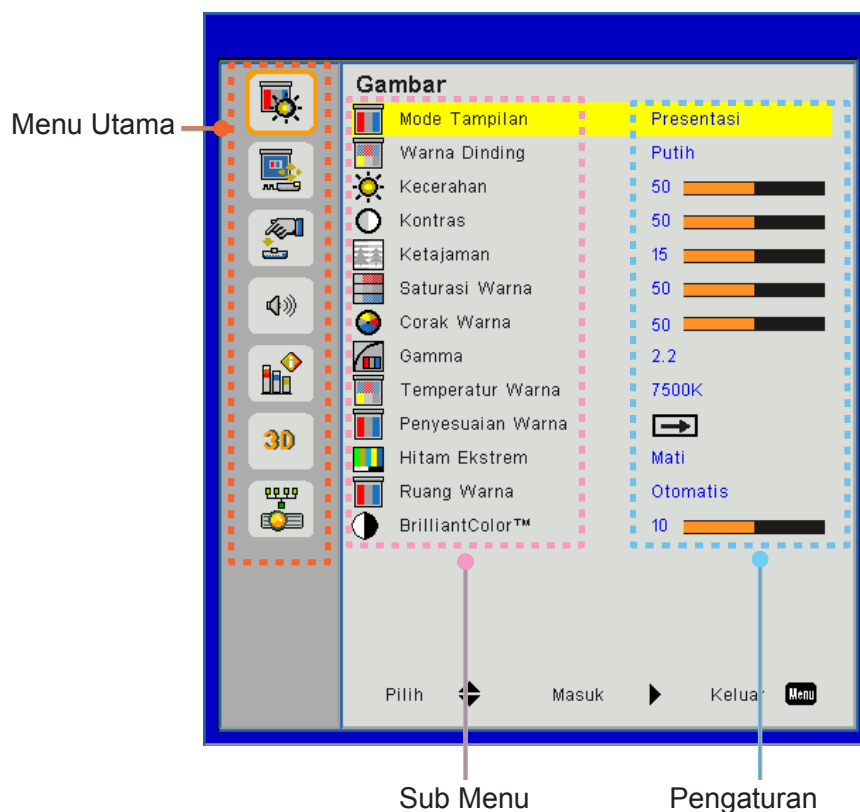 Gambar
Menu Utama
Mode Tampilan Presentasi
Warna Dinding Putih
Kecerahan 50
Kontras 50
Ketajaman 15
Saturasi Warna 50
Corak Warna 50
Gamma 2.2
Temperatur Warna 7500K
Penyesuaian Warna
3D
Hitam Ekstrem Mati
Ruang Warna Otomatis
BrilliantColor™ 10
Pilih Masuk Keluar Menu
Sub Menu Pengaturan